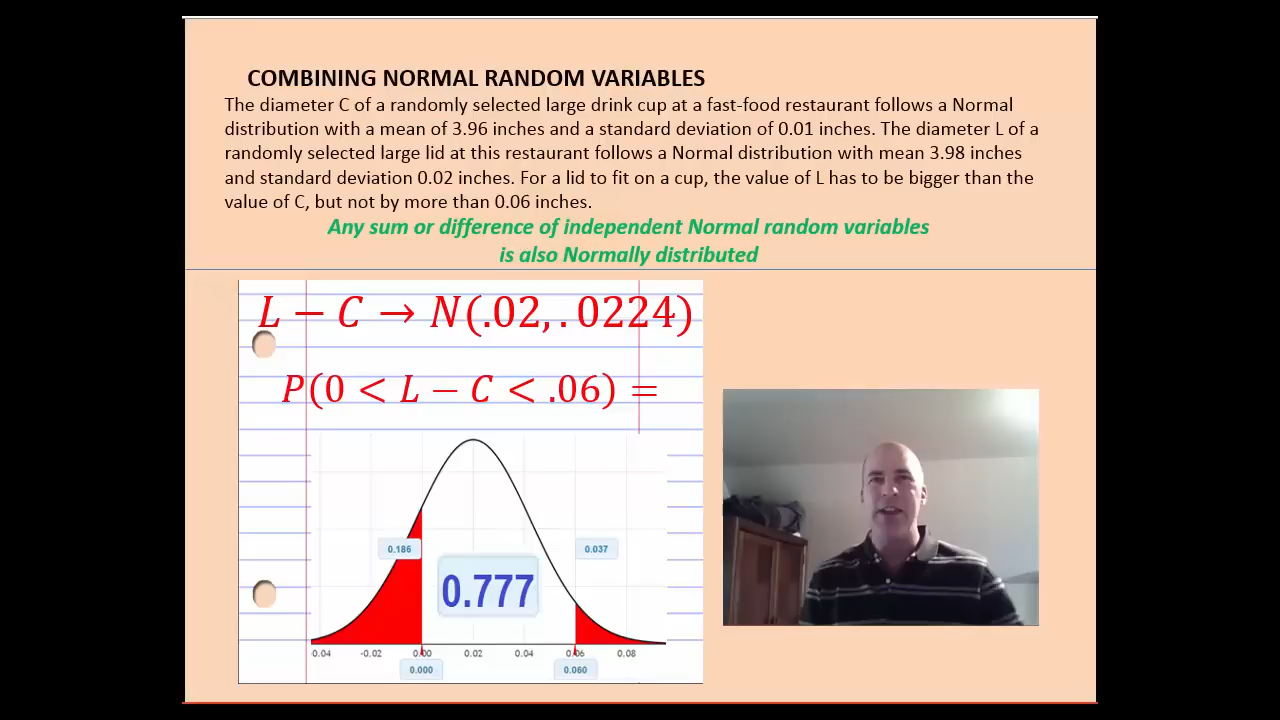 COMBINING NORMAL RANDOM VARIABLES
The diameter C of a randomly selected large drink cup at a fast-food restaurant follows a Normal
distribution with a mean of 3.96 inches and a standard deviation of 0.01 inches. The diameter L of a
randomly selected large lid at this restaurant follows a Normal distribution with mean 3.98 inches
and standard deviation 0.02 inches. For a lid to fit on a cup, the value of L has to be bigger than the
value of C, but not by more than 0.06 inches.
Any sum or difference of independent Normal random variables
is also Normally distributed
L − C → N(.02, .0224)
P(0 < L − C < .06) =
0.186
0.037
0.777
0.04 -0.02 0.00 0.02 0.04 0.06 0.08
0.000 0.060